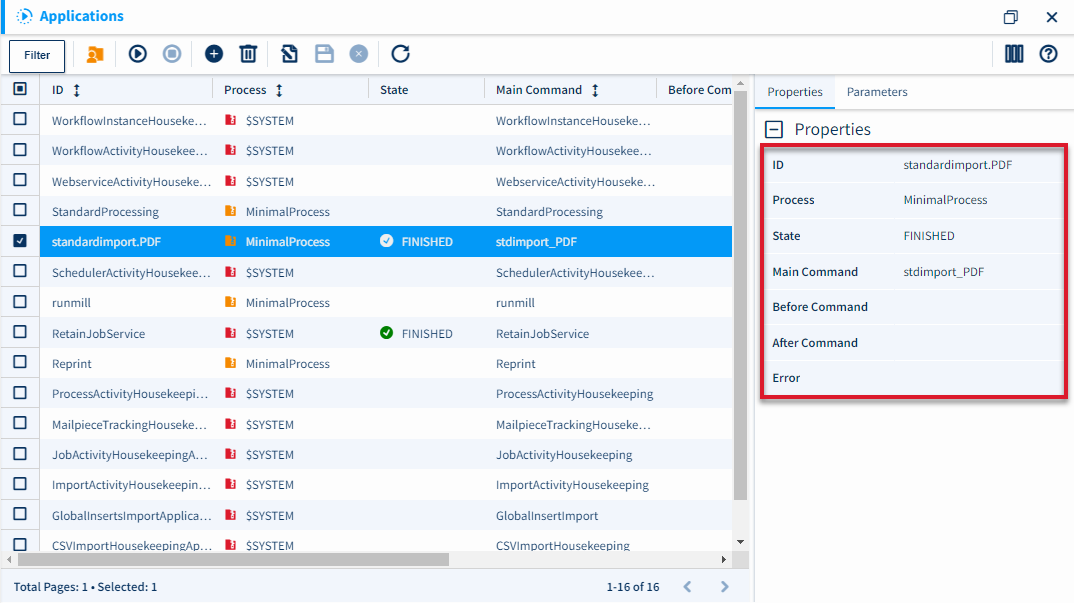 Applications
Filter
ID Process State Main Command Before Com
WorkflowInstanceHouseke… $SYSTEM WorkflowInstanceHouseke…
WorkflowActivityHousekee… $SYSTEM WorkflowActivityHousekee…
WebserviceActivityHouseke… $SYSTEM WebserviceActivityHouseke…
StandardProcessing MinimalProcess StandardProcessing
standardimport.PDF MinimalProcess FINISHED stdimport_PDF
SchedulerActivityHousekee… $SYSTEM SchedulerActivityHousekee…
runmill MinimalProcess runmill
RetainJobService $SYSTEM FINISHED RetainJobService
Reprint MinimalProcess Reprint
ProcessActivityHousekeepi… $SYSTEM ProcessActivityHousekeeping
MailpieceTrackingHouseke… $SYSTEM MailpieceTrackingHouseke…
JobActivityHousekeepingA… $SYSTEM JobActivityHousekeeping
ImportActivityHousekeepin… $SYSTEM ImportActivityHousekeeping
GlobalInsertsImportApplica… $SYSTEM GlobalInsertImport
CSVImportHousekeepingAp… $SYSTEM CSVImportHousekeeping
Total Pages: 1 • Selected: 1 1-16 of 16
Properties Parameters
Properties
ID standardimport.PDF
Process MinimalProcess
State FINISHED
Main Command stdimport_PDF
Before Command
After Command
Error